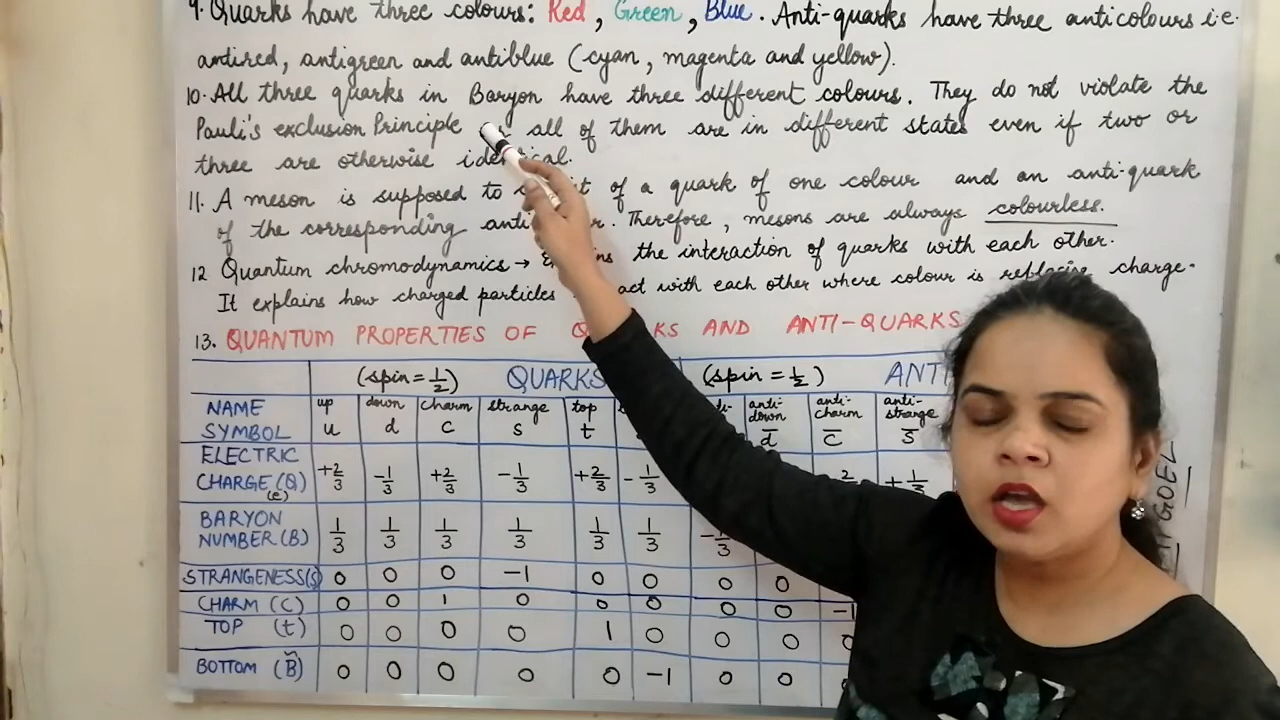 9. Quarks have three colours: Red, Green, Blue. Anti-quarks have three anticolours i.e.
antired, antigreen and antiblue (cyan, magenta and yellow).
10. All three quarks in Baryon have three different colours. They do not violate the
Pauli's exclusion Principle all of them are in different states even if two or
three are otherwise identical.
11. A meson is supposed to of a quark of one colour and an anti-quark
of the corresponding Therefore, mesons are always colourless.
12 Quantum chromodynamics → the interaction of quarks with each other.
It explains how charged particles with each other where colour is replacing charge.
13. QUANTUM PROPERTIES OF QUARKS AND ANTI-QUARKS
(spin = 1/2) QUARKS (spin = 1/2)
NAME up down charm strange top anti-down anti-charm anti-strange
SYMBOL u d c s t d̅ c̅ s̅
ELECTRIC CHARGE (Q) (e) +2/3 -1/3 +2/3 -1/3 +2/3 -1/3 +1/3
BARYON NUMBER (B) 1/3 1/3 1/3 1/3 1/3 1/3 -1/3
STRANGENESS(S) 0 0 0 -1 0 0 0 0
CHARM (C) 0 0 1 0 0 0 0 0 -1
TOP (t) 0 0 0 0 1 0 0 0 0
BOTTOM (B̃) 0 0 0 0 0 -1 0 0
GOEL